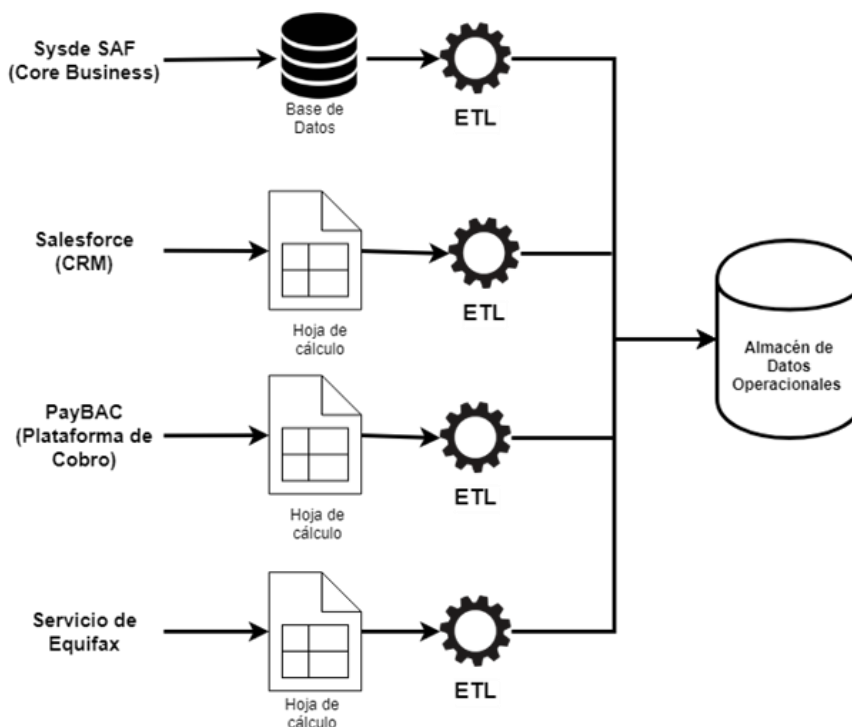 Sysde SAF
(Core Business)
Base de
Datos
ETL
Salesforce
(CRM)
Hoja de
cálculo
ETL
PayBAC
(Plataforma de
Cobro)
Hoja de
cálculo
ETL
Servicio de
Equifax
Hoja de
cálculo
ETL
Almacén de
Datos
Operacionales